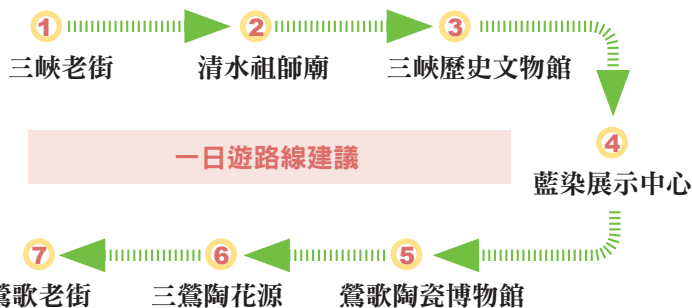 1
三峽老街
2
清水祖師廟
3
三峽歷史文物館
一日遊路線建議
4
藍染展示中心
5
鶯歌陶瓷博物館
6
三鶯陶花源
7
鶯歌老街